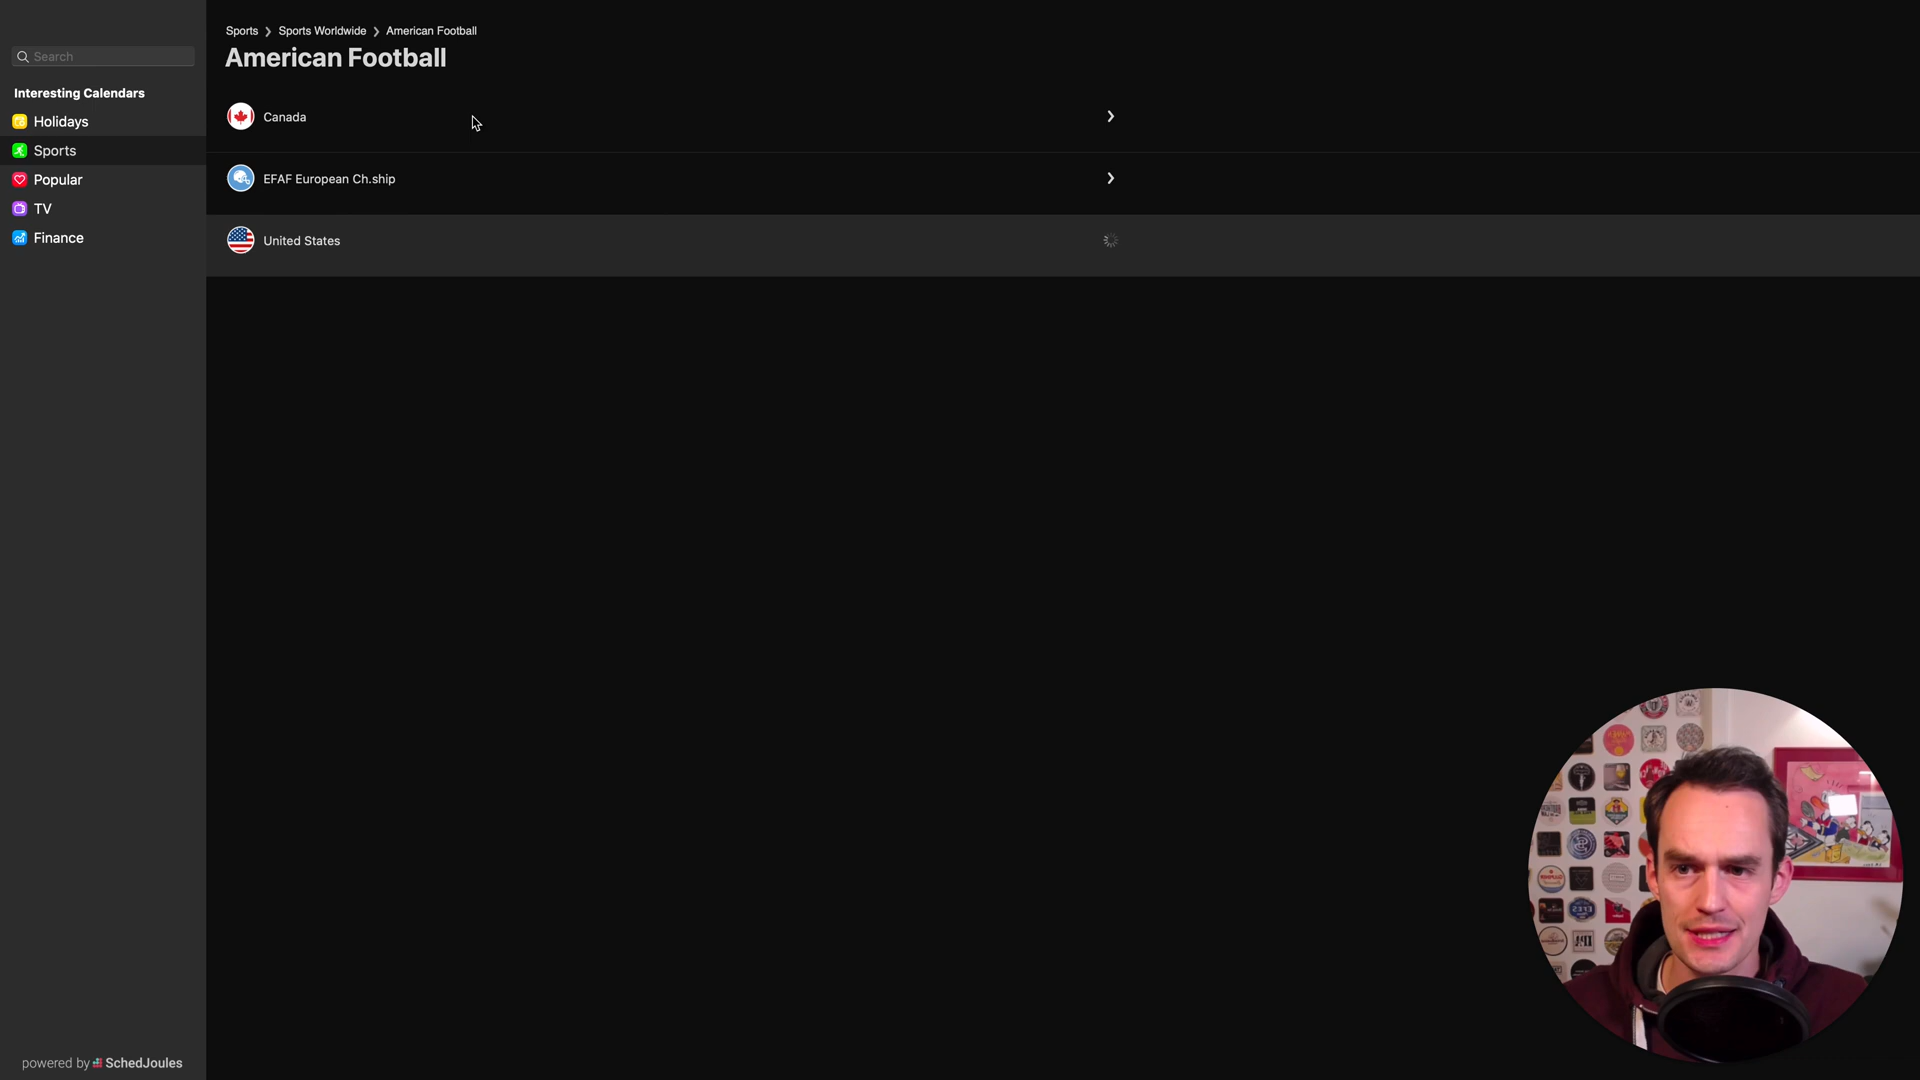 Search
Interesting Calendars
Holidays
Sports
Popular
TV
Finance
powered by SchedJoules
Sports ❯ Sports Worldwide ❯ American Football
American Football
Canada
EFAF European Ch.ship
United States